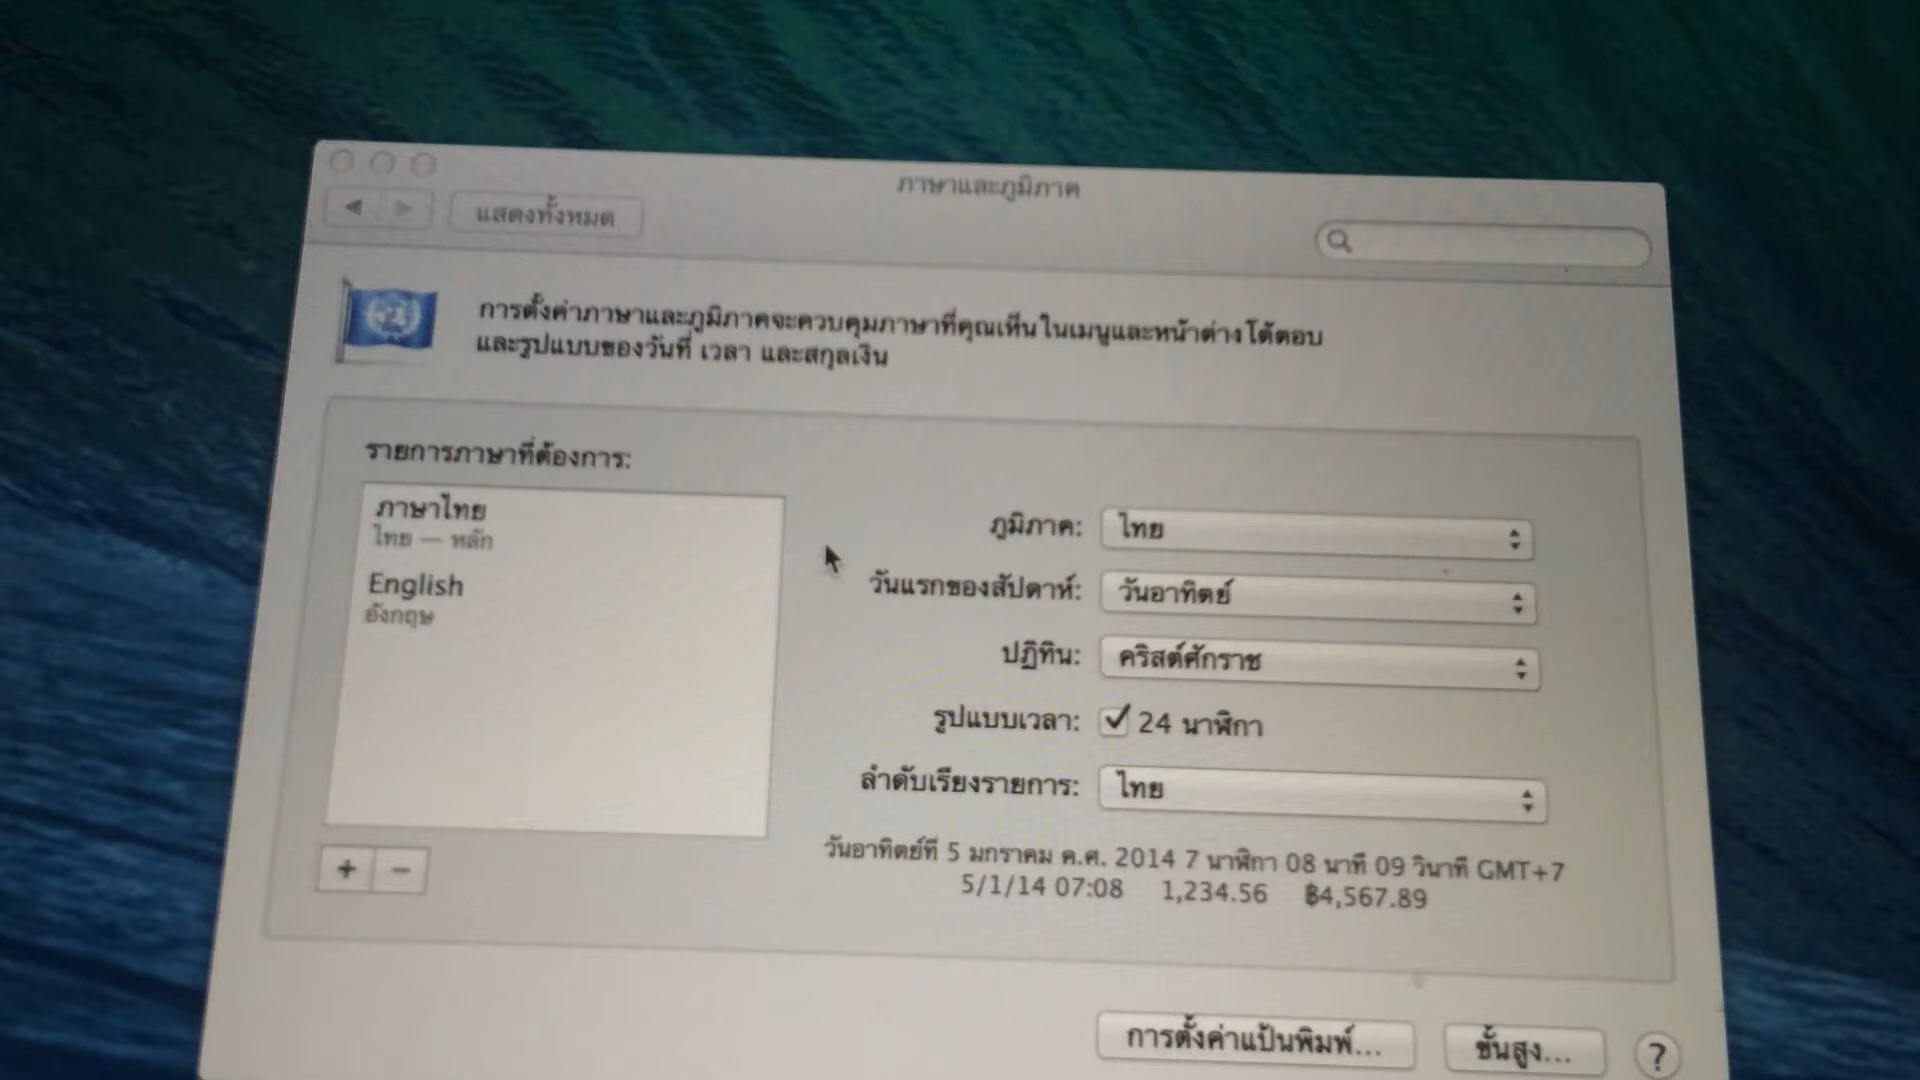 ภาษาและภูมิภาค
แสดงทั้งหมด
การตั้งค่าภาษาและภูมิภาคจะควบคุมภาษาที่คุณเห็นในเมนูและหน้าต่างโต้ตอบ
และรูปแบบของวันที่ เวลา และสกุลเงิน
รายการภาษาที่ต้องการ:
ภาษาไทย
ไทย — หลัก
English
อังกฤษ
ภูมิภาค: ไทย
วันแรกของสัปดาห์: วันอาทิตย์
ปฏิทิน: คริสต์ศักราช
รูปแบบเวลา: 24 นาฬิกา
ลำดับเรียงรายการ: ไทย
วันอาทิตย์ที่ 5 มกราคม ค.ศ. 2014 7 นาฬิกา 08 นาที 09 วินาที GMT+7
5/1/14 07:08 1,234.56 ฿4,567.89
+ −
การตั้งค่าแป้นพิมพ์... ขั้นสูง... ?